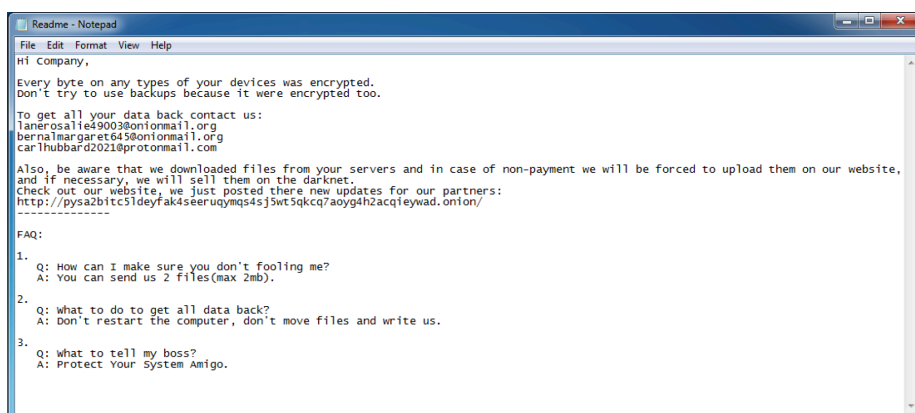 Readme - Notepad
File Edit Format View Help
Hi Company,
Every byte on any types of your devices was encrypted.
Don't try to use backups because it were encrypted too.
To get all your data back contact us:
lanerosalie49003@onionmail.org
bernalmargaret645@onionmail.org
carlhubbard2021@protonmail.com
Also, be aware that we downloaded files from your servers and in case of non-payment we will be forced to upload them on our website,
and if necessary, we will sell them on the darknet.
Check out our website, we just posted there new updates for our partners:
http://pysa2bitc5ldeyfak4seeruqymqs4sj5wt5qkcq7aoyg4h2acqieywad.onion/
--------------
FAQ:
1.
Q: How can I make sure you don't fooling me?
A: You can send us 2 files(max 2mb).
2.
Q: What to do to get all data back?
A: Don't restart the computer, don't move files and write us.
3.
Q: What to tell my boss?
A: Protect Your System Amigo.